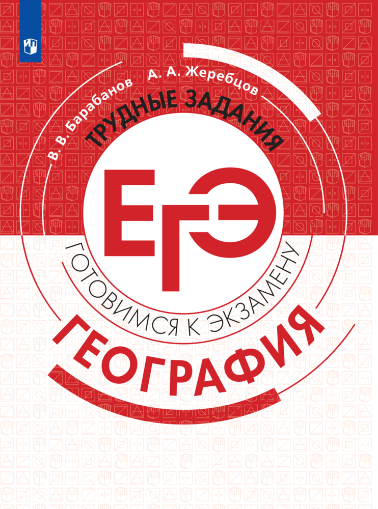 В. В. Барабанов А. А. Жеребцов
ТРУДНЫЕ ЗАДАНИЯ
ЕГЭ
ГОТОВИМСЯ К ЭКЗАМЕНУ
ГЕОГРАФИЯ